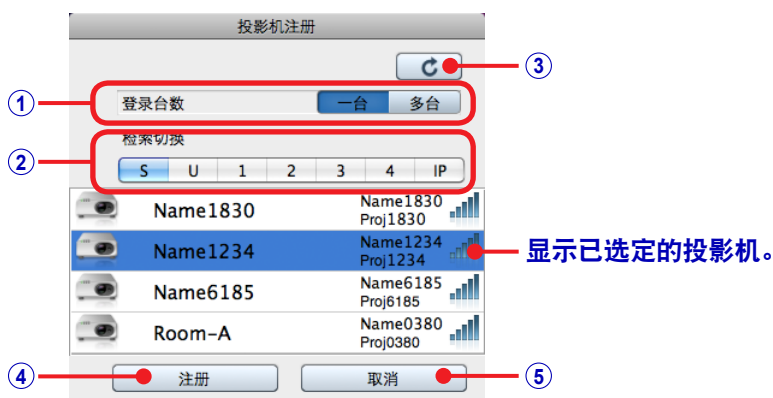 投影机注册
③
① 登录台数 一台 多台
检索切换
② S U 1 2 3 4 IP
Name1830 Name1830
Proj1830
Name1234 Name1234 显示已选定的投影机。
Proj1234
Name6185 Name6185
Proj6185
Room-A Name0380
Proj0380
④ 注册 取消 ⑤